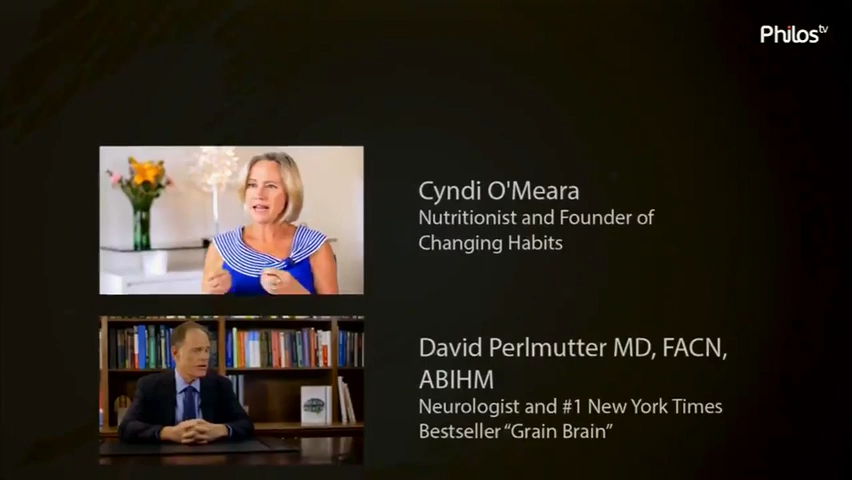 Philos tv
Cyndi O'Meara
Nutritionist and Founder of
Changing Habits
David Perlmutter MD, FACN,
ABIHM
Neurologist and #1 New York Times
Bestseller “Grain Brain”